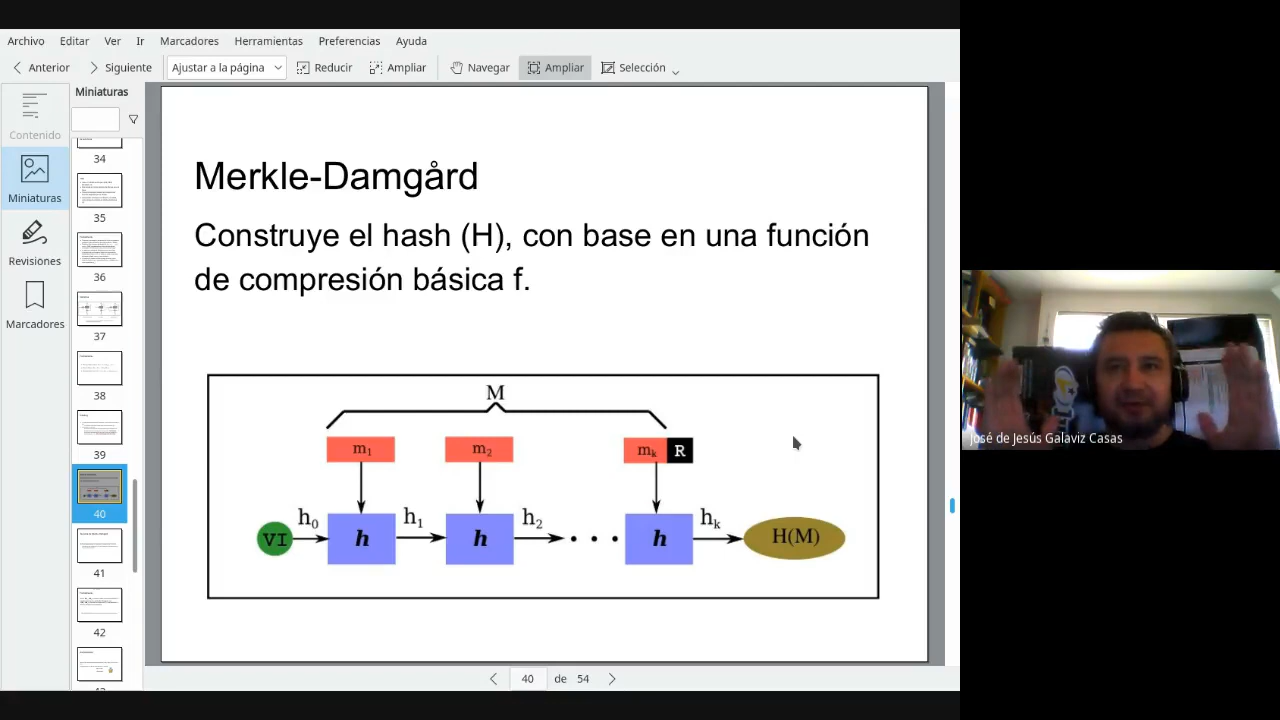 Archivo Editar Ver Ir Marcadores Herramientas Preferencias Ayuda
Anterior Siguiente Ajustar a la página Reducir Ampliar Navegar Ampliar Selección
Contenido
Miniaturas
Revisiones
Marcadores
Miniaturas
34
35
36
37
38
39
40
41
42
Merkle-Damgård
Construye el hash (H), con base en una función
de compresión básica f.
M
m1 m2 mk R
h0 h1 h2 hk
VI h h h H(M)
40 de 54
José de Jesús Galaviz Casas